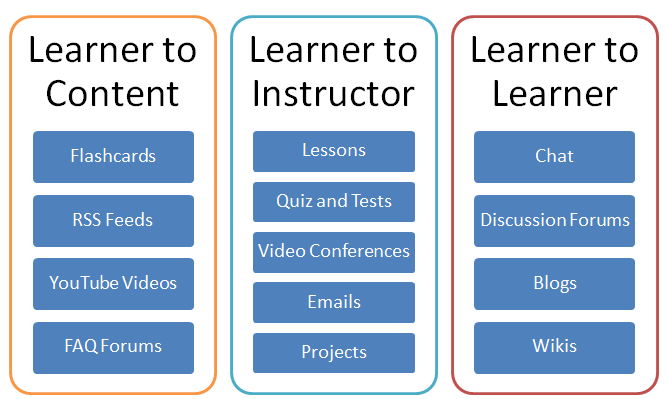 Learner to
Content
Flashcards
RSS Feeds
YouTube Videos
FAQ Forums
Learner to
Instructor
Lessons
Quiz and Tests
Video Conferences
Emails
Projects
Learner to
Learner
Chat
Discussion Forums
Blogs
Wikis